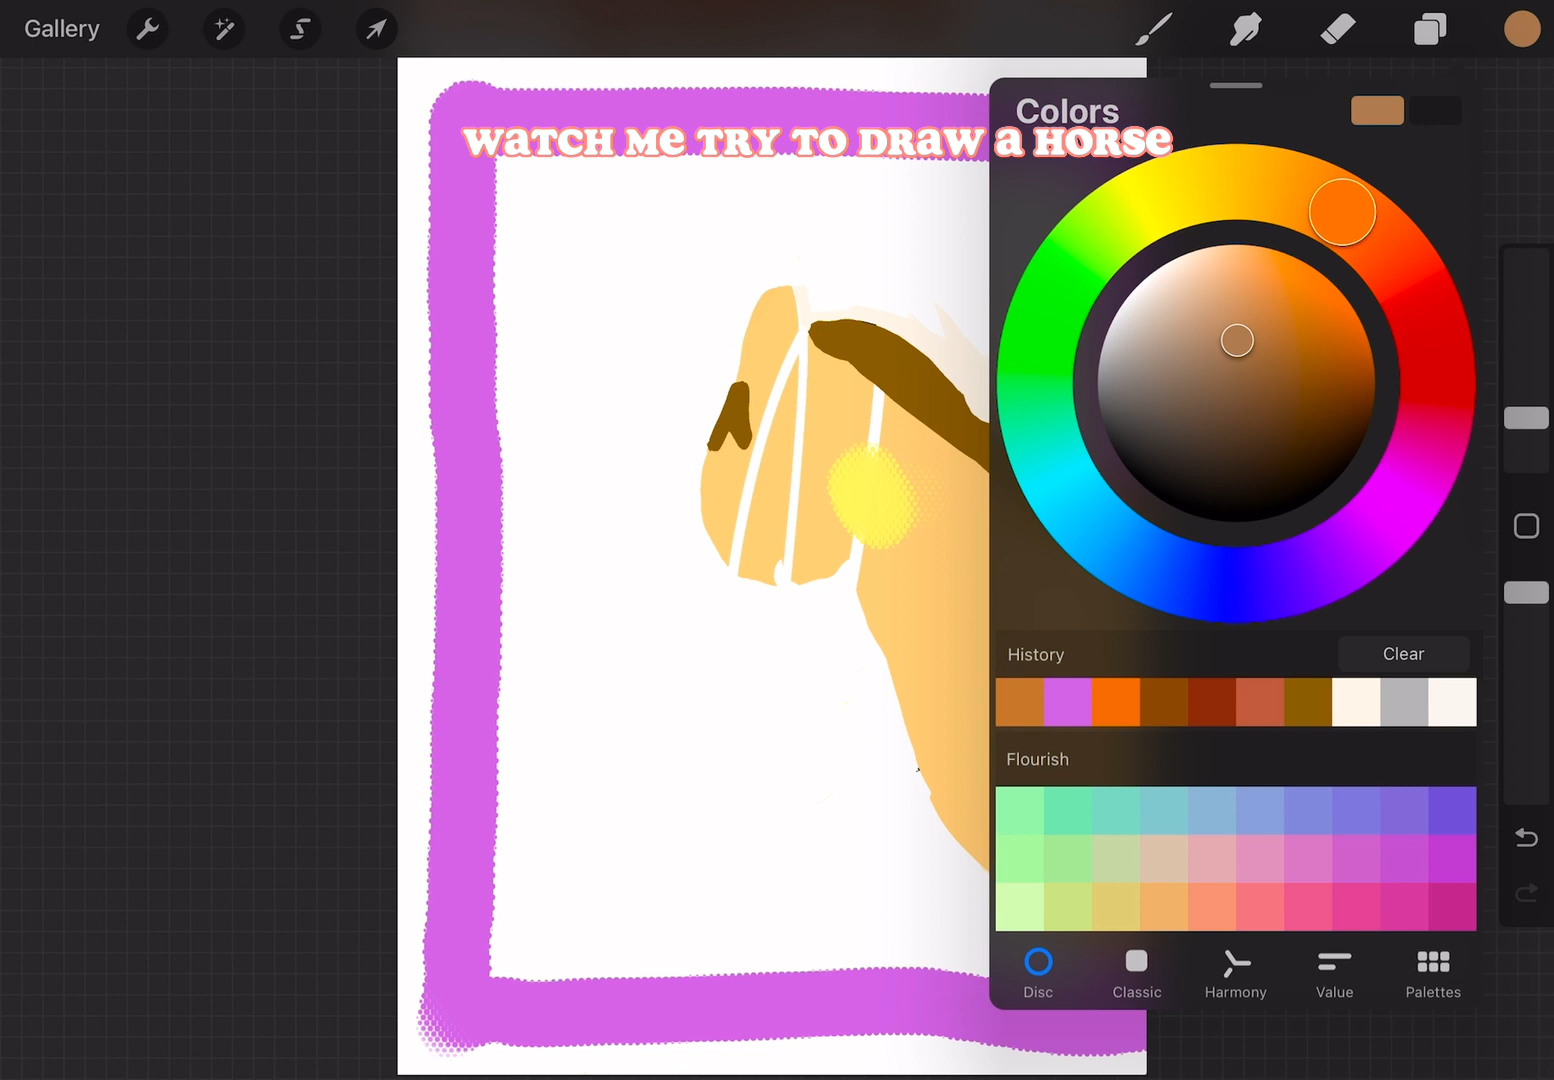 Gallery
Colors
WATCH Me TRY TO DRAW a HORSE
History
Clear
Flourish
Disc
Classic
Harmony
Value
Palettes